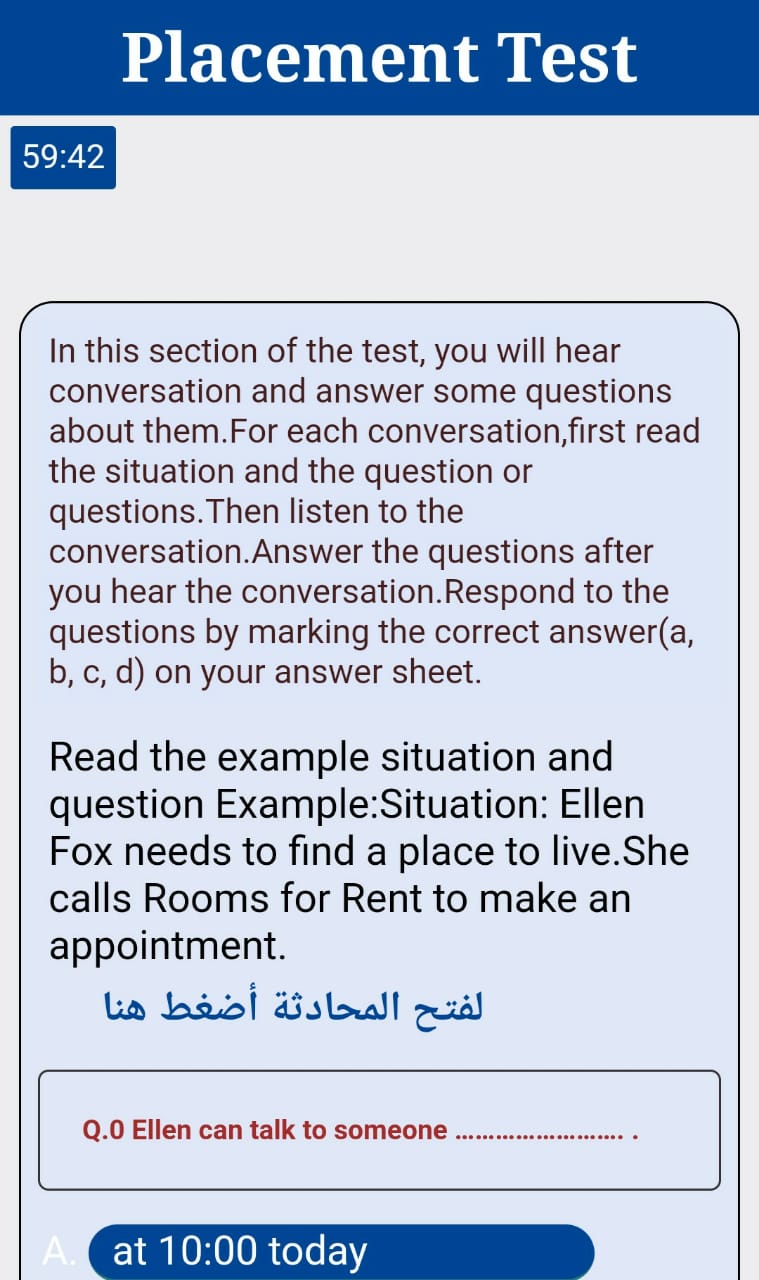 Placement Test
59:42
In this section of the test, you will hear
conversation and answer some questions
about them.For each conversation,first read
the situation and the question or
questions.Then listen to the
conversation.Answer the questions after
you hear the conversation.Respond to the
questions by marking the correct answer(a,
b, c, d) on your answer sheet.
Read the example situation and
question Example:Situation: Ellen
Fox needs to find a place to live.She
calls Rooms for Rent to make an
appointment.
لفتح المحادثة أضغط هنا
Q.0 Ellen can talk to someone ........................ .
A. at 10:00 today